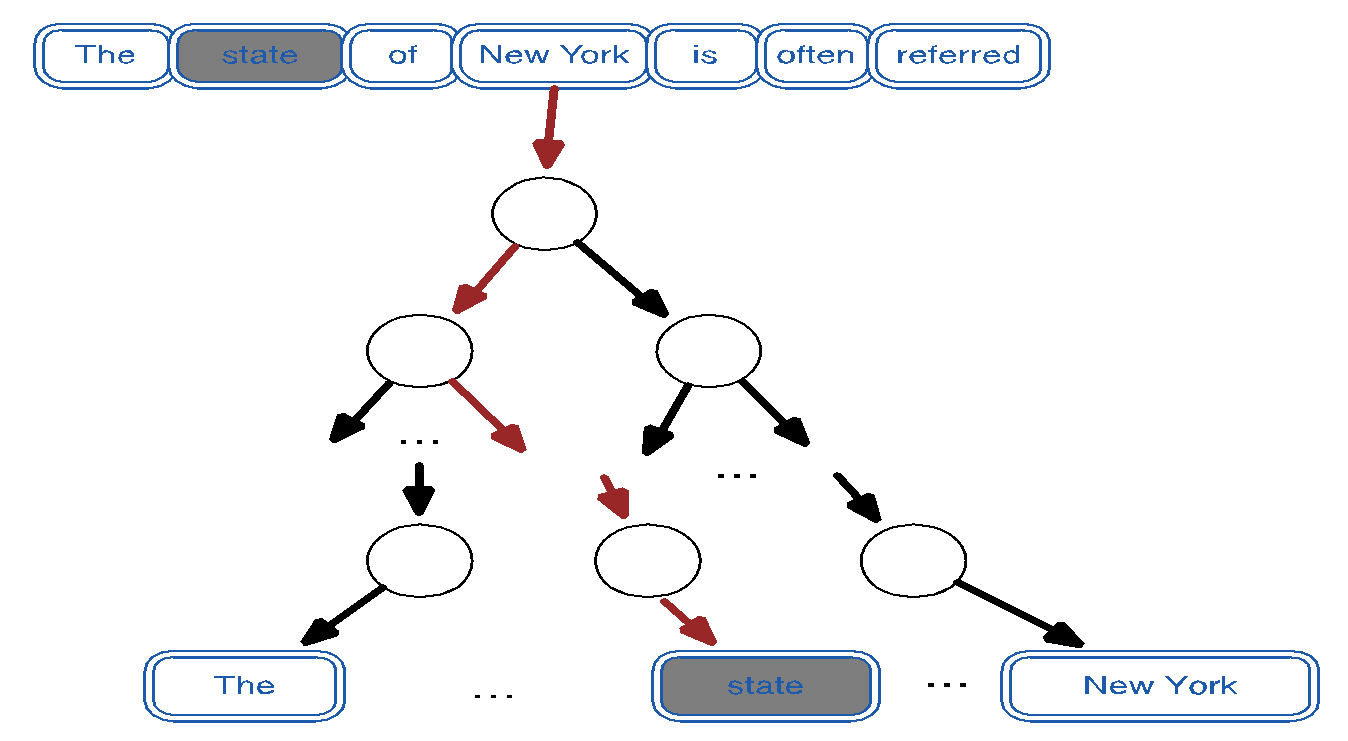 The state of New York is often referred
...
...
The ... state ... New York